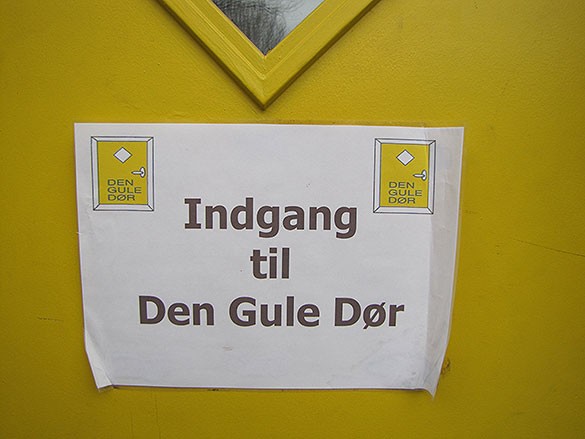 DEN
GULE
DØR
DEN
GULE
DØR
Indgang
til
Den Gule Dør